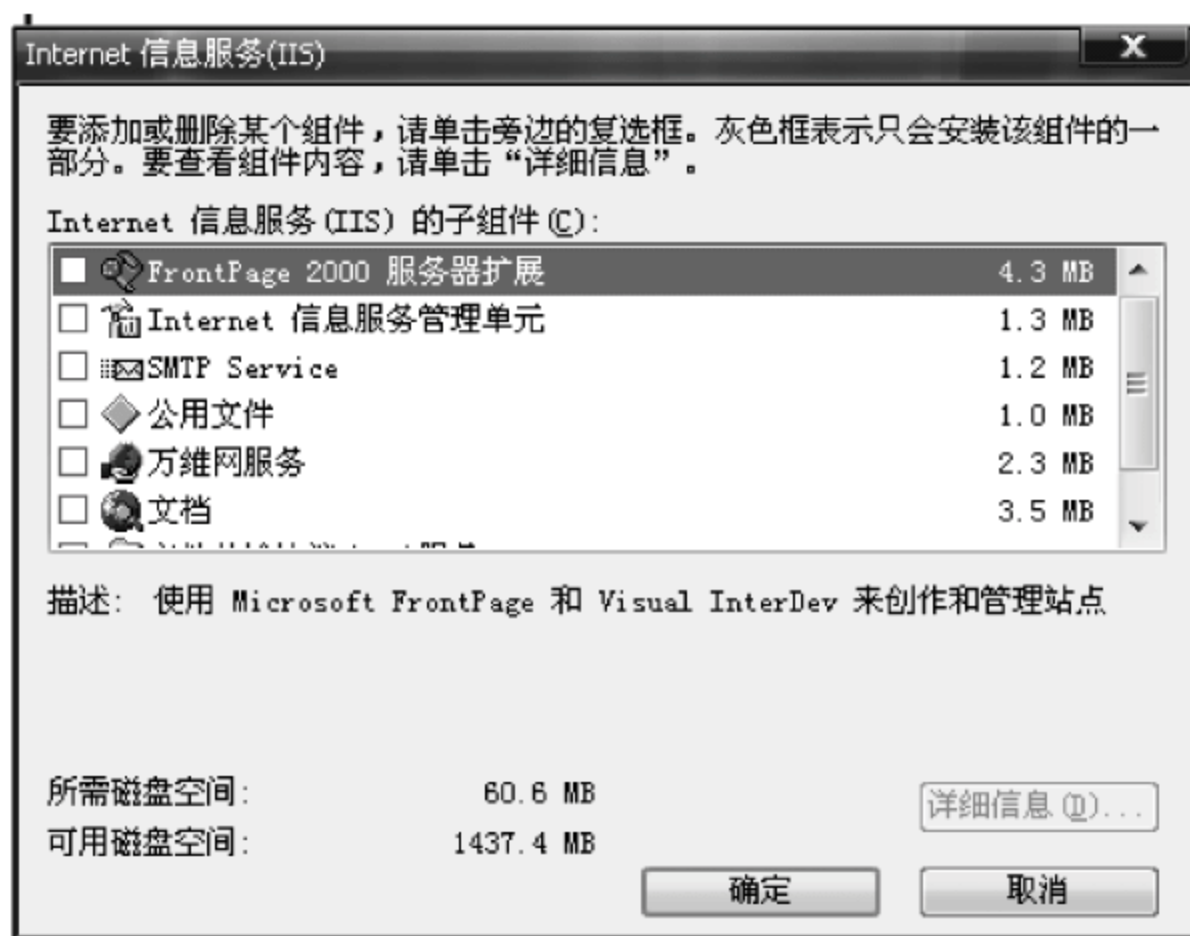 Internet 信息服务(IIS)
X
要添加或删除某个组件，请单击旁边的复选框。灰色框表示只会安装该组件的一
部分。要查看组件内容，请单击“详细信息”。
Internet 信息服务(IIS) 的子组件(C):
FrontPage 2000 服务器扩展 4.3 MB
Internet 信息服务管理单元 1.3 MB
SMTP Service 1.2 MB
公用文件 1.0 MB
万维网服务 2.3 MB
文档 3.5 MB
描述: 使用 Microsoft FrontPage 和 Visual InterDev 来创作和管理站点
所需磁盘空间: 60.6 MB
详细信息(D)...
可用磁盘空间: 1437.4 MB
确定 取消